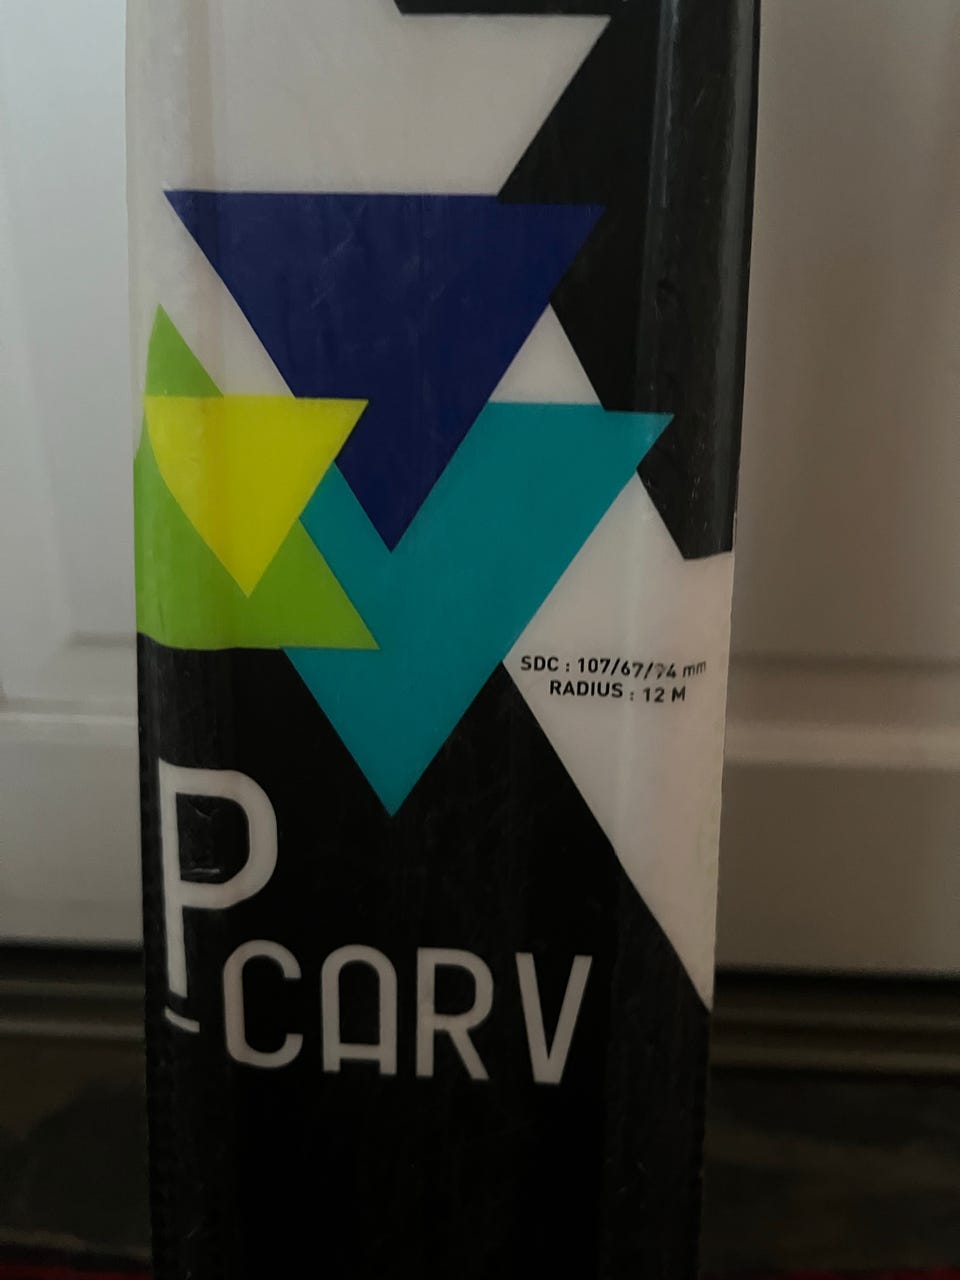 SDC : 107/67/94 mm
RADIUS : 12 M
P
CARV